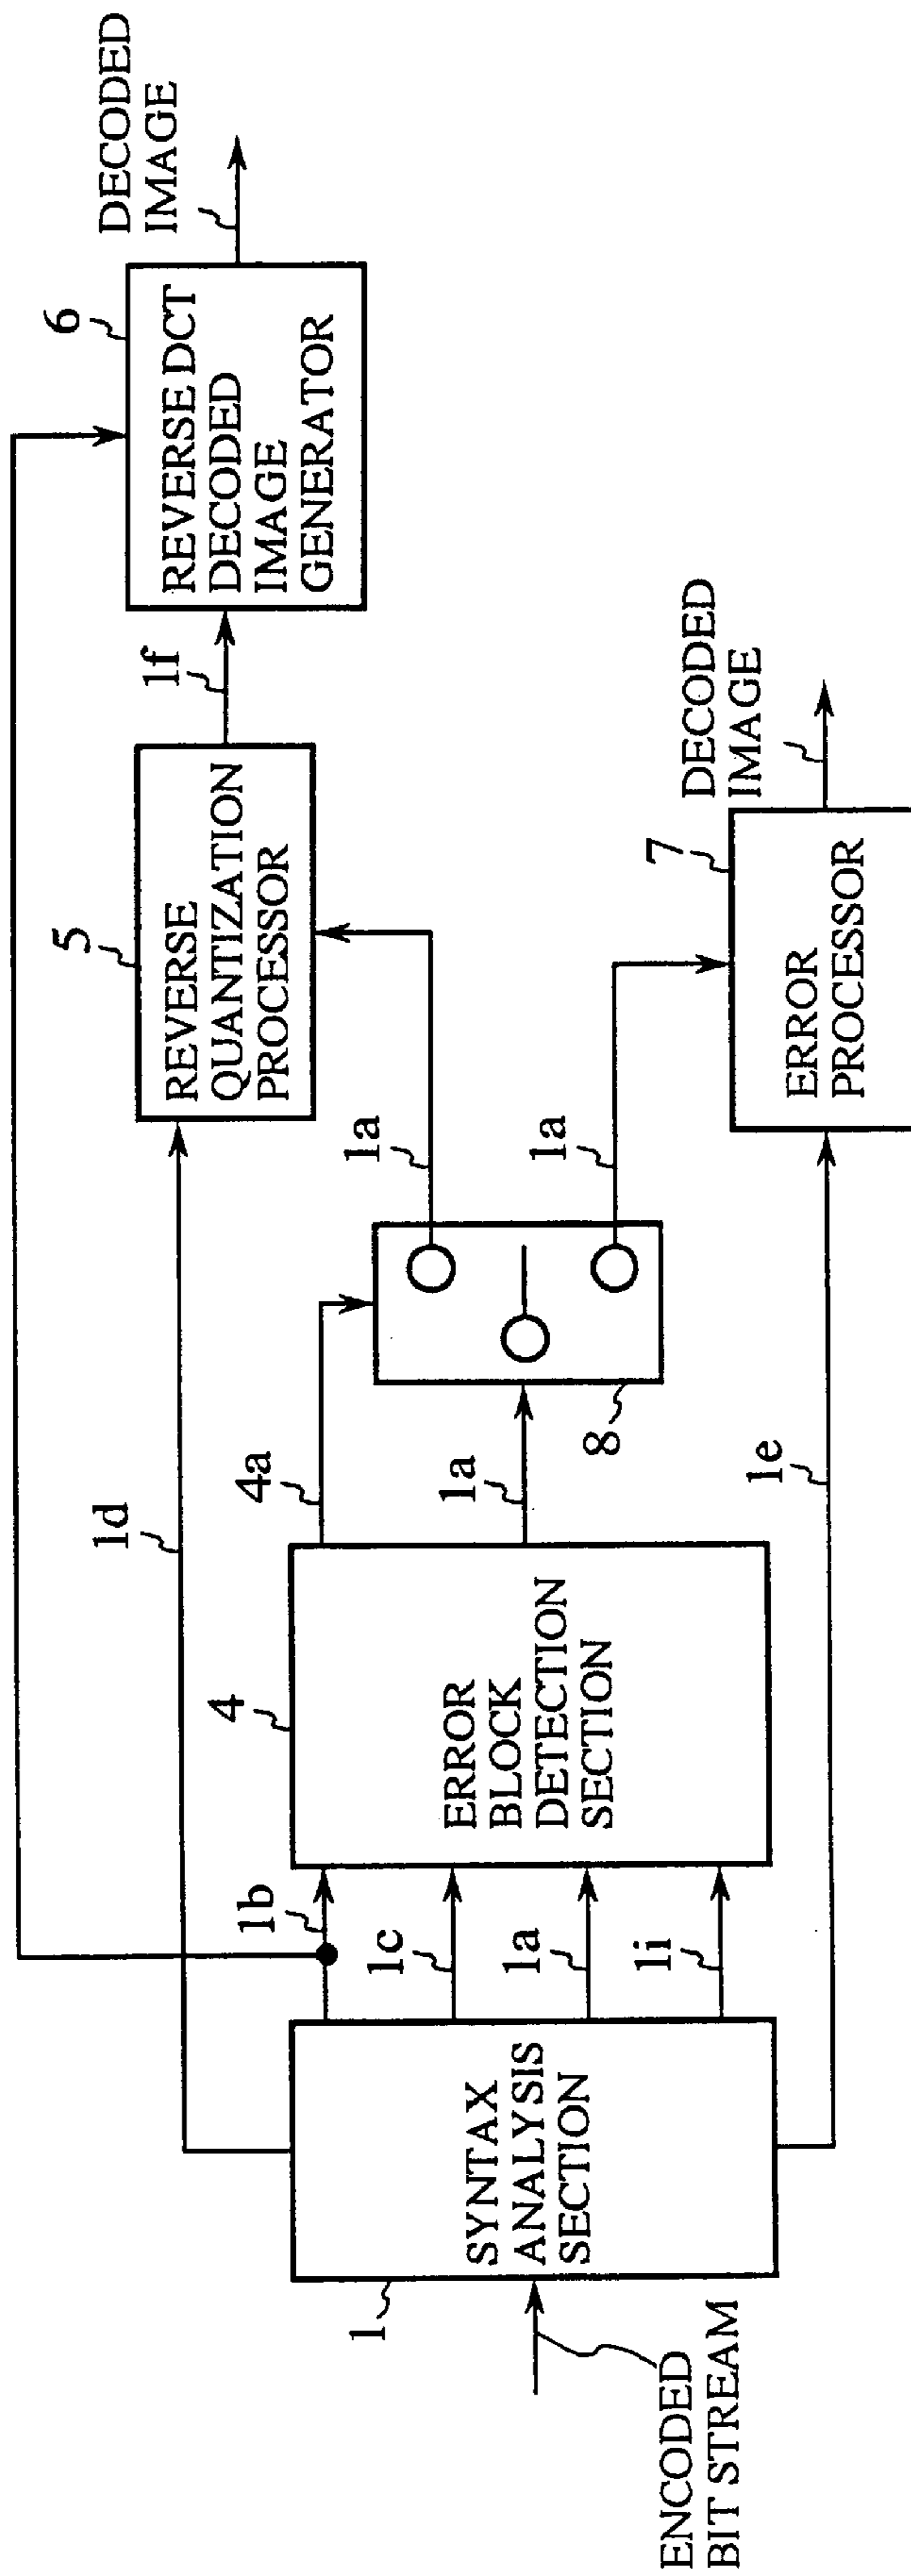 ENCODED
BIT STREAM
1
SYNTAX
ANALYSIS
SECTION
1d
1b
1c
1a
1i
1e
4
ERROR
BLOCK
DETECTION
SECTION
4a
1a
8
1a
1a
5
REVERSE
QUANTIZATION
PROCESSOR
1f
6
REVERSE DCT
DECODED
IMAGE
GENERATOR
DECODED
IMAGE
7
ERROR
PROCESSOR
DECODED
IMAGE